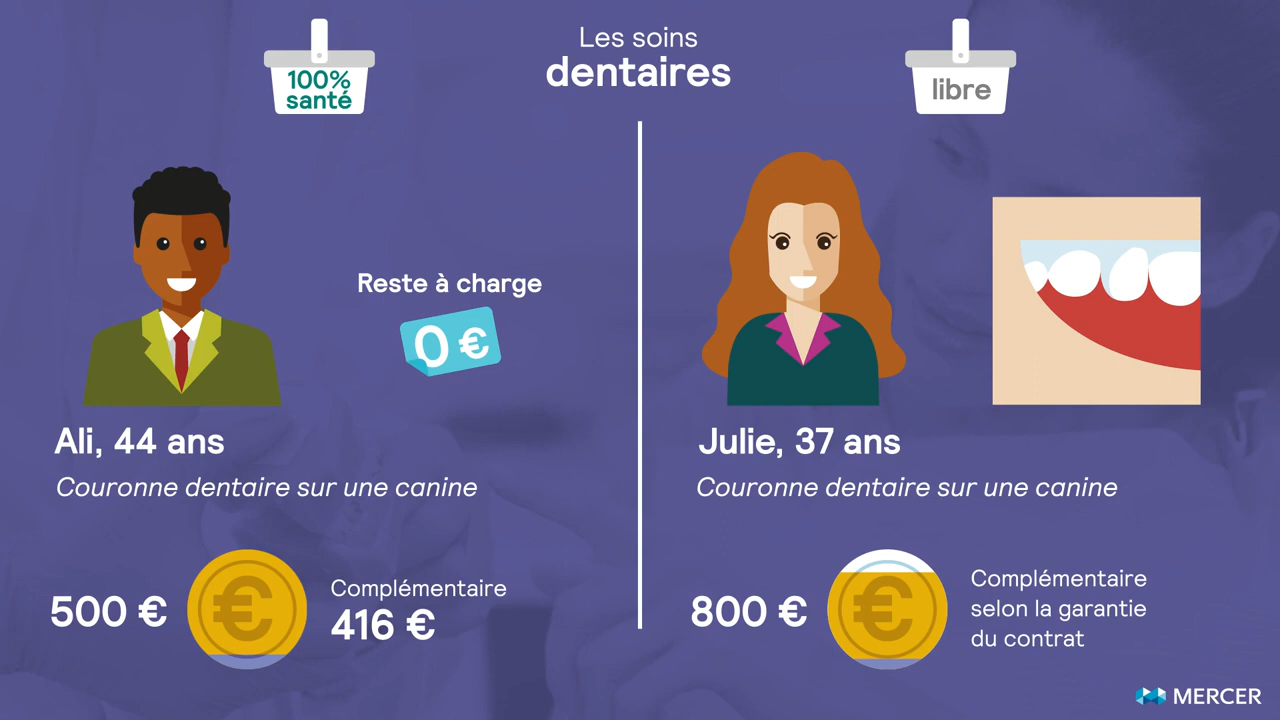 Les soins
dentaires
100%
santé
Reste à charge
0 €
Ali, 44 ans
Couronne dentaire sur une canine
500 €
€
Complémentaire
416 €
libre
Julie, 37 ans
Couronne dentaire sur une canine
800 €
€
Complémentaire
selon la garantie
du contrat
MERCER